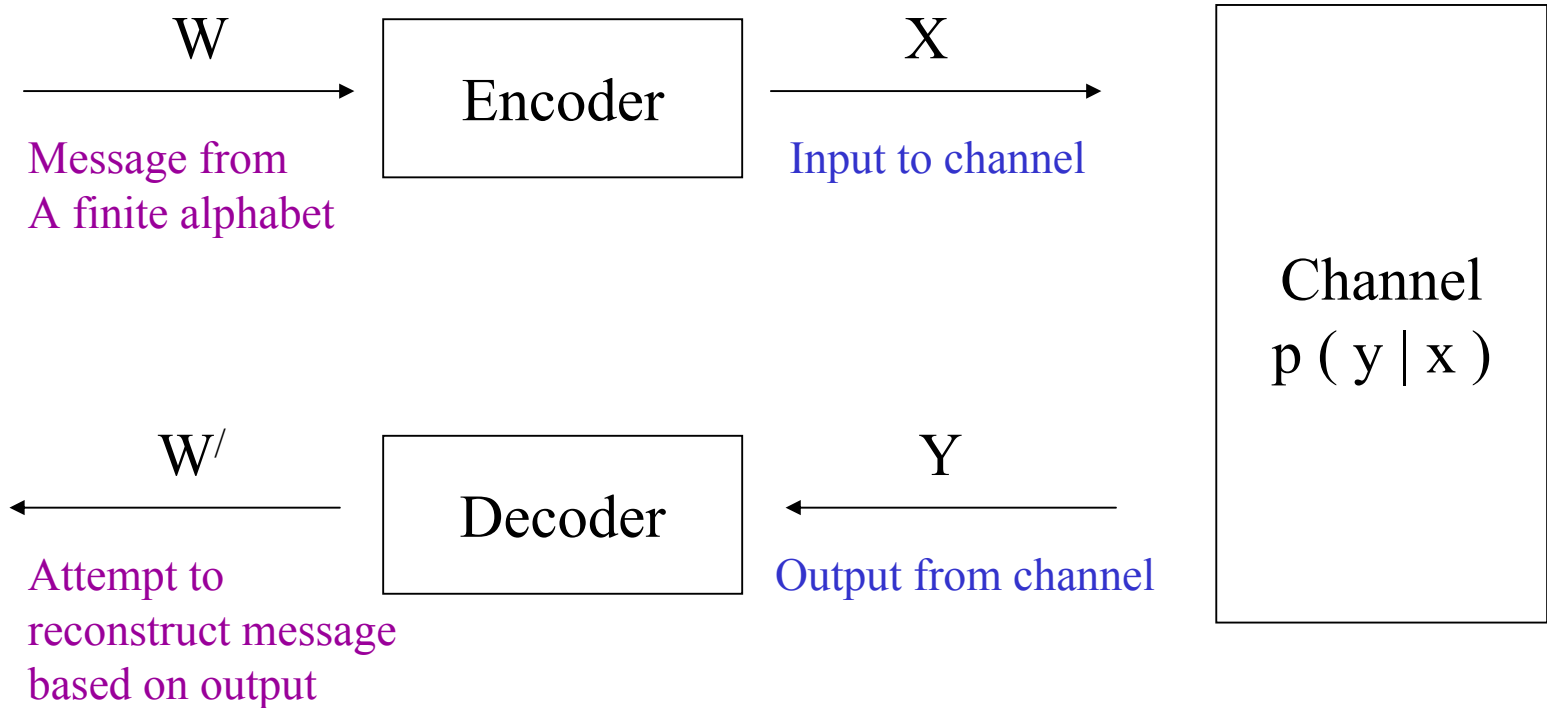 W
Encoder
X
Message from
A finite alphabet
Input to channel
Channel
p ( y | x )
W/
Decoder
Y
Attempt to
reconstruct message
based on output
Output from channel